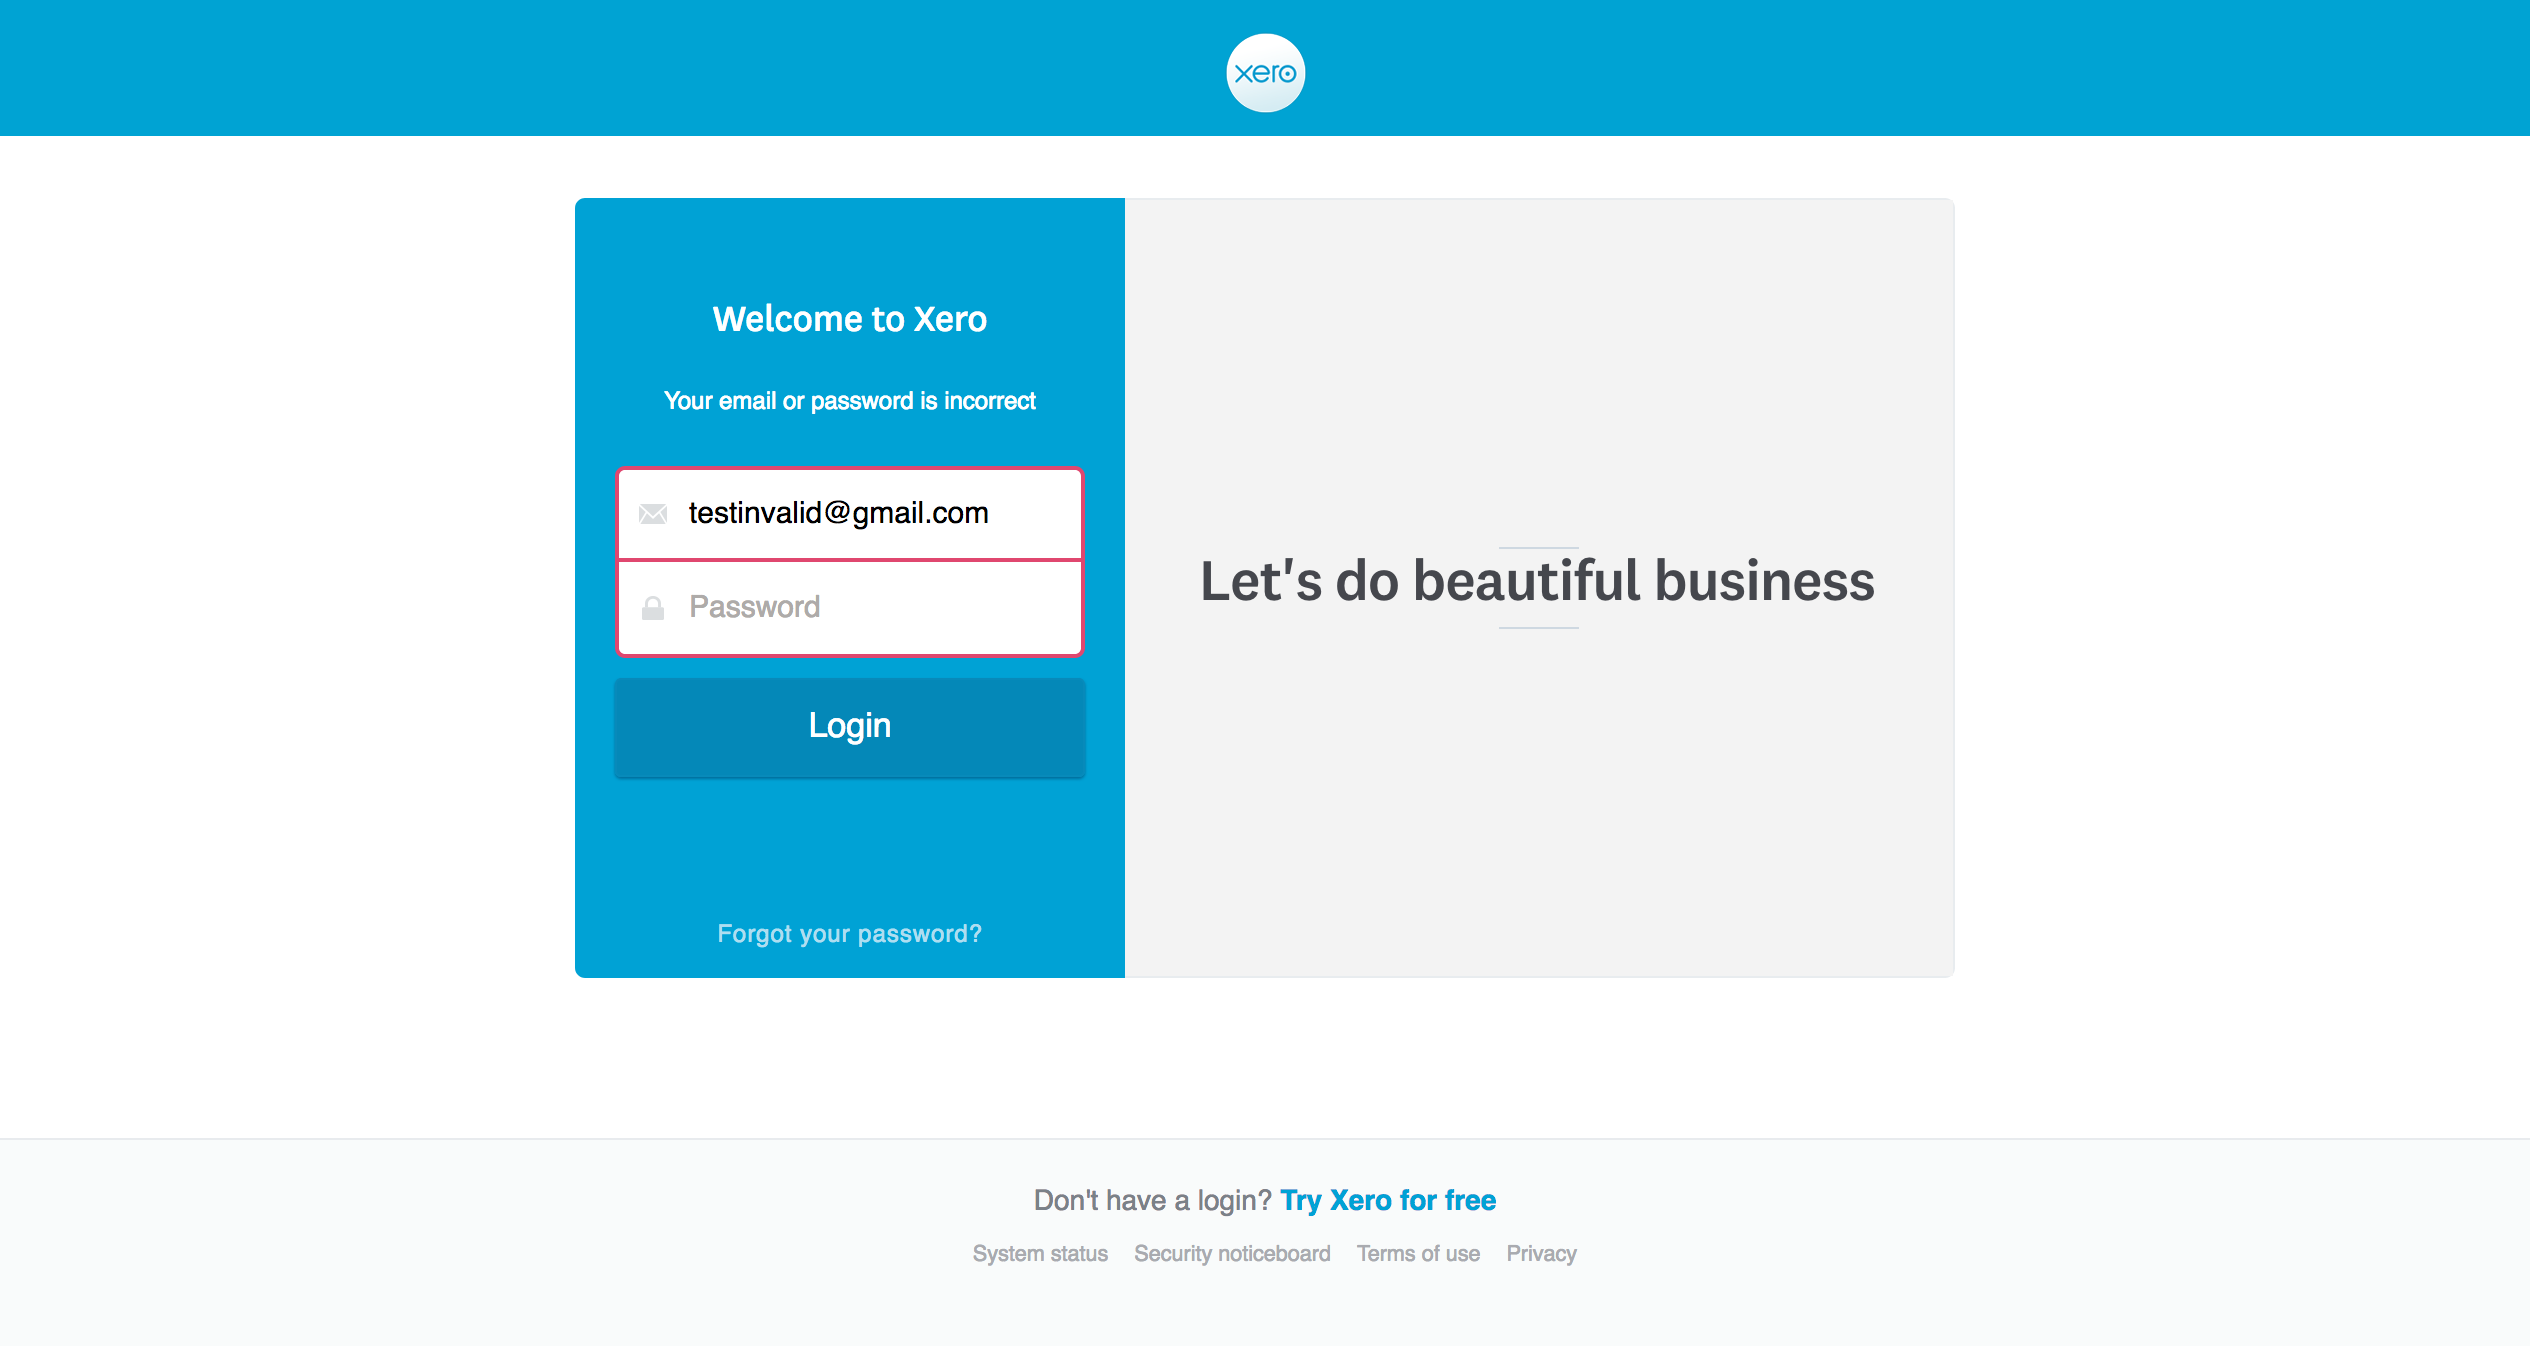 xero
Welcome to Xero
Your email or password is incorrect
testinvalid@gmail.com
Password
Login
Forgot your password?
Let's do beautiful business
Don't have a login? Try Xero for free
System status Security noticeboard Terms of use Privacy